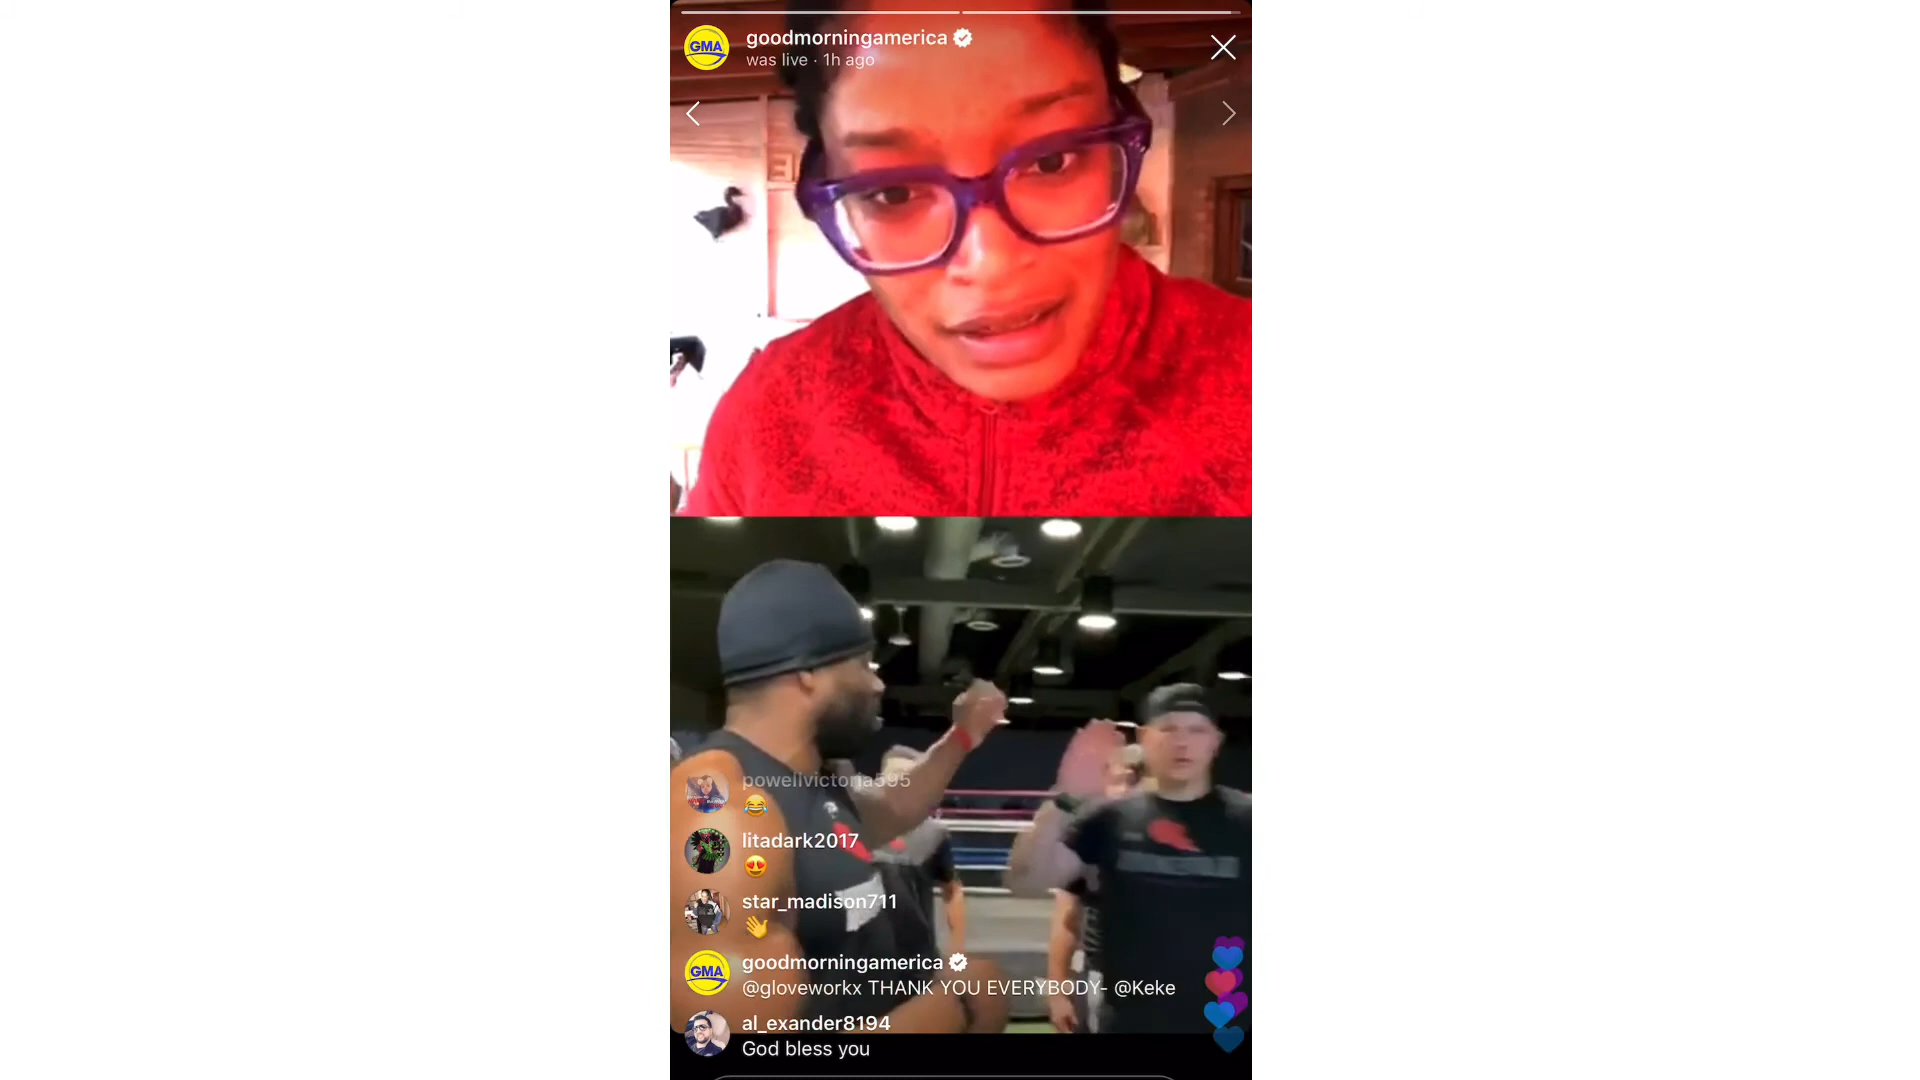 GMA
goodmorningamerica
was live · 1h ago
powellvictoria595
😂
litadark2017
😍
star_madison711
👋
GMA
goodmorningamerica
@gloveworkx THANK YOU EVERYBODY- @Keke
al_exander8194
God bless you